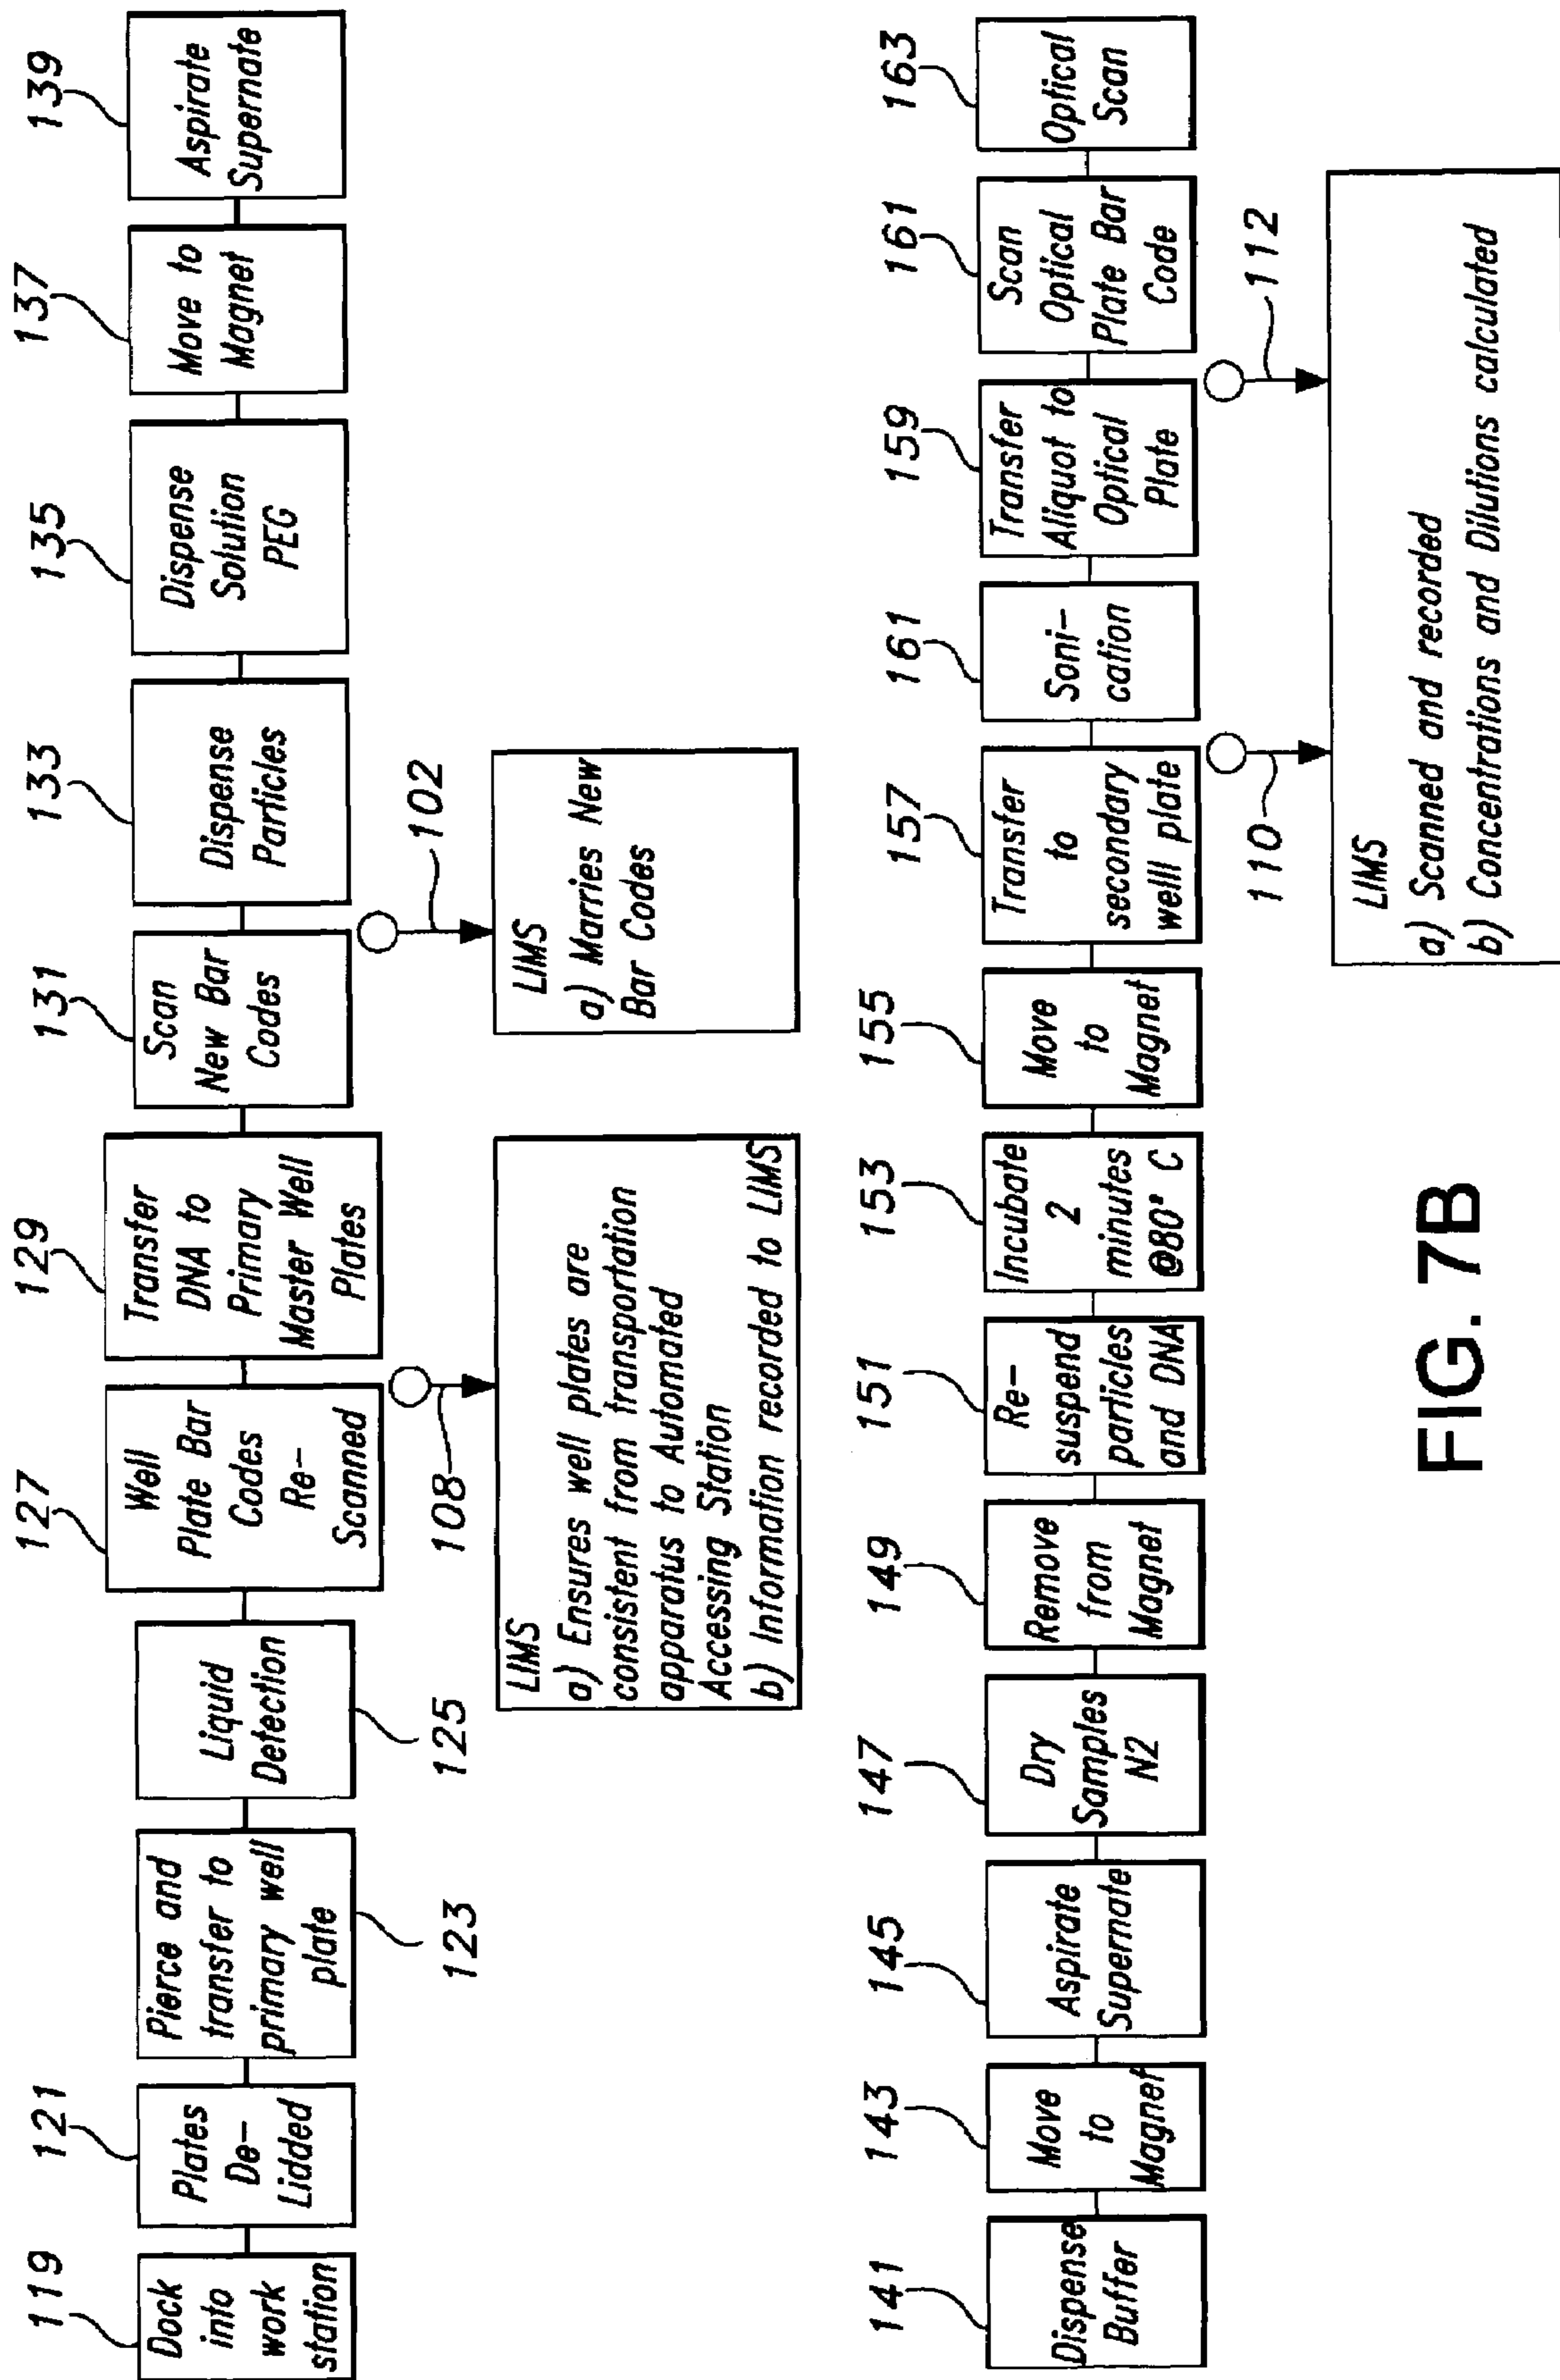 119
Dock
into
work
station
121
Plates
De-
Lidded
Pierce and
transfer to
primary well
plate
123
Liquid
Detection
125
127
Well
Plate Bar
Codes
Re-
Scanned
129
Transfer
DNA to
Primary
Master Well
Plates
131
Scan
New Bar
Codes
133
Dispense
Particles
135
Dispense
Solution
PEG
137
Move to
Magnet
139
Aspirate
Supernate
108
LIMS
a) Ensures well plates are
consistent from transportation
apparatus to Automated
Accessing Station
b) Information recorded to LIMS
102
LIMS
a) Marries New
Bar Codes
141
Dispense
Buffer
143
Move
to
Magnet
145
Aspirate
Supernate
147
Dry
Samples
N2
149
Remove
from
Magnet
151
Re-
suspend
particles
and DNA
153
Incubate
2
minutes
@80° C
155
Move
to
Magnet
157
Transfer
to
secondary
welll plate
161
Soni-
cation
159
Transfer
Aliquot to
Optical
Plate
161
Scan
Optical
Plate Bar
Code
163
Optical
Scan
110
112
LIMS
a) Scanned and recorded
b) Concentrations and Dilutions calculated
FIG. 7B